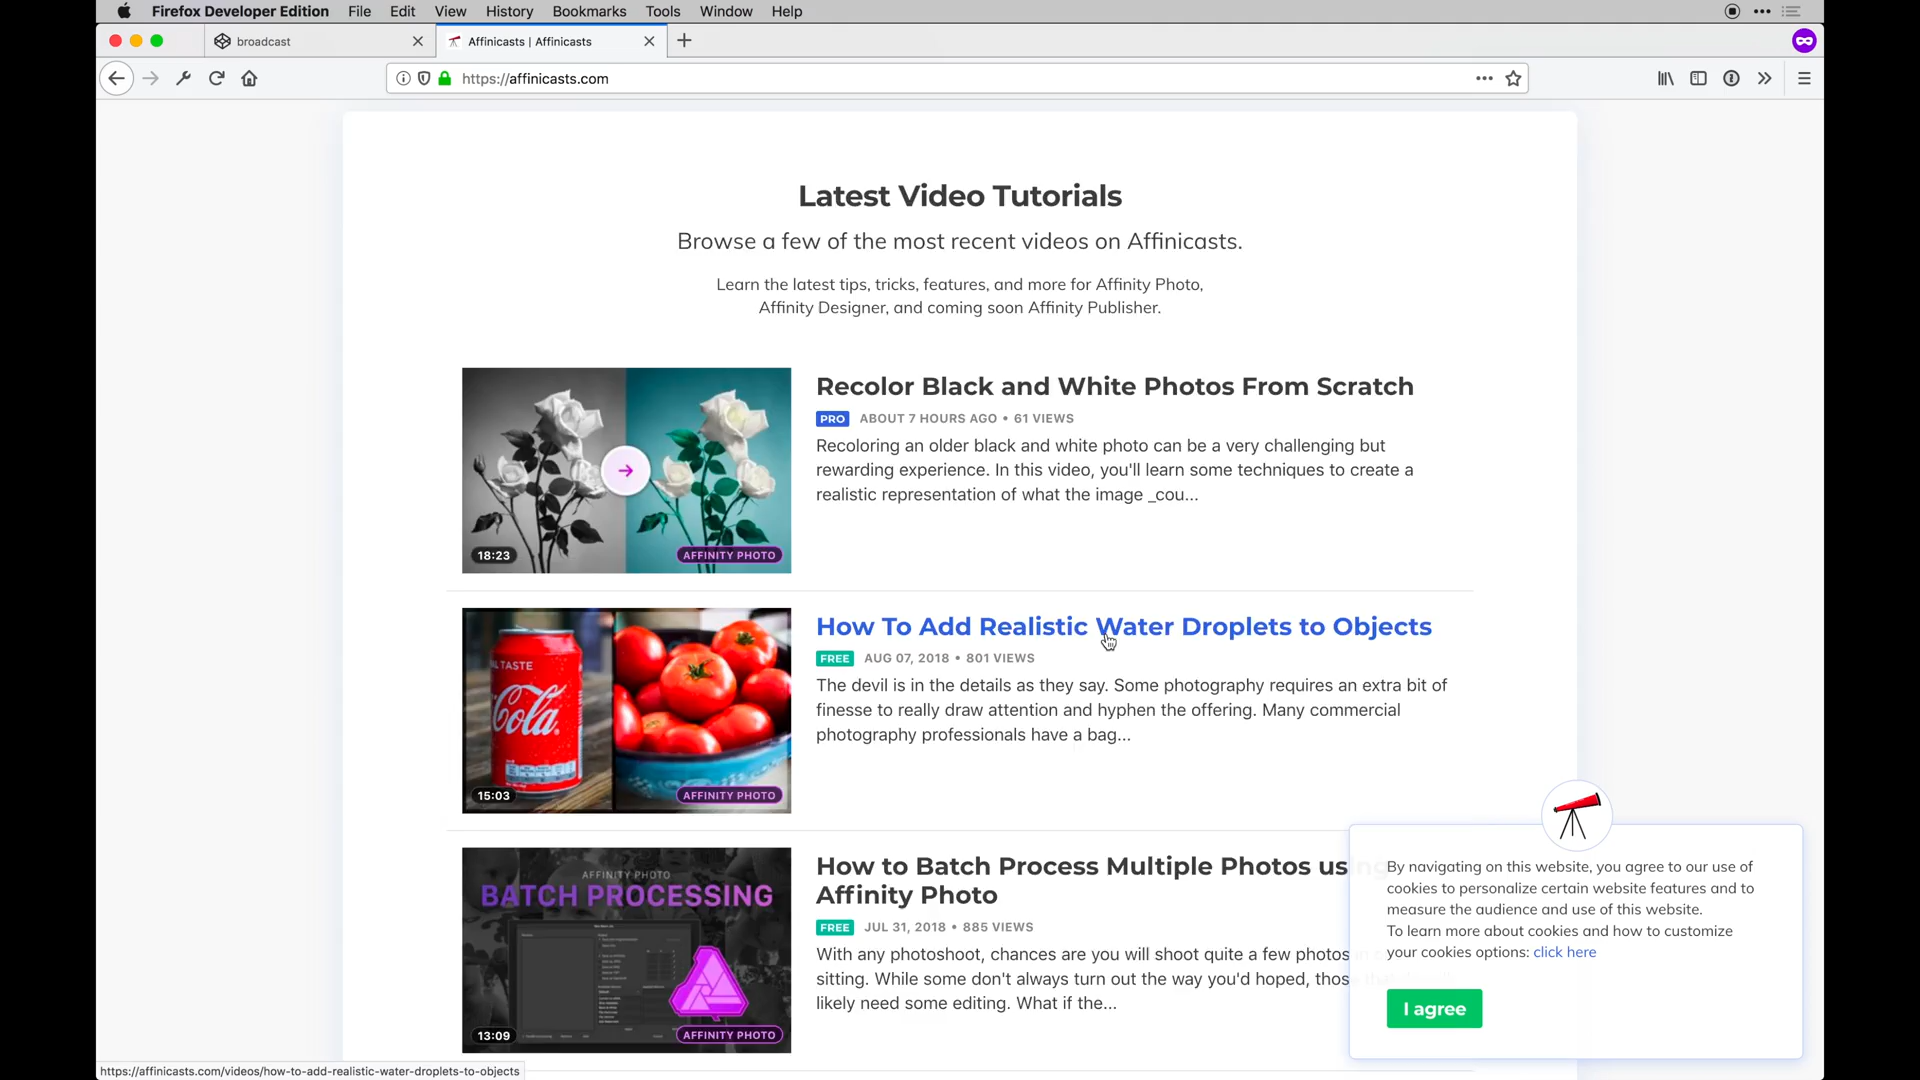 Firefox Developer Edition File Edit View History Bookmarks Tools Window Help
broadcast
Affinicasts | Affinicasts
https://affinicasts.com
Latest Video Tutorials
Browse a few of the most recent videos on Affinicasts.
Learn the latest tips, tricks, features, and more for Affinity Photo,
Affinity Designer, and coming soon Affinity Publisher.
18:23
AFFINITY PHOTO
Recolor Black and White Photos From Scratch
PRO ABOUT 7 HOURS AGO • 61 VIEWS
Recoloring an older black and white photo can be a very challenging but
rewarding experience. In this video, you'll learn some techniques to create a
realistic representation of what the image _cou...
AL TASTE
Cola
15:03
AFFINITY PHOTO
How To Add Realistic Water Droplets to Objects
FREE AUG 07, 2018 • 801 VIEWS
The devil is in the details as they say. Some photography requires an extra bit of
finesse to really draw attention and hyphen the offering. Many commercial
photography professionals have a bag...
AFFINITY PHOTO
BATCH PROCESSING
13:09
AFFINITY PHOTO
How to Batch Process Multiple Photos using
Affinity Photo
FREE JUL 31, 2018 • 885 VIEWS
With any photoshoot, chances are you will shoot quite a few photos
sitting. While some don't always turn out the way you'd hoped, those that
likely need some editing. What if the...
By navigating on this website, you agree to our use of
cookies to personalize certain website features and to
measure the audience and use of this website.
To learn more about cookies and how to customize
your cookies options: click here
I agree
https://affinicasts.com/videos/how-to-add-realistic-water-droplets-to-objects